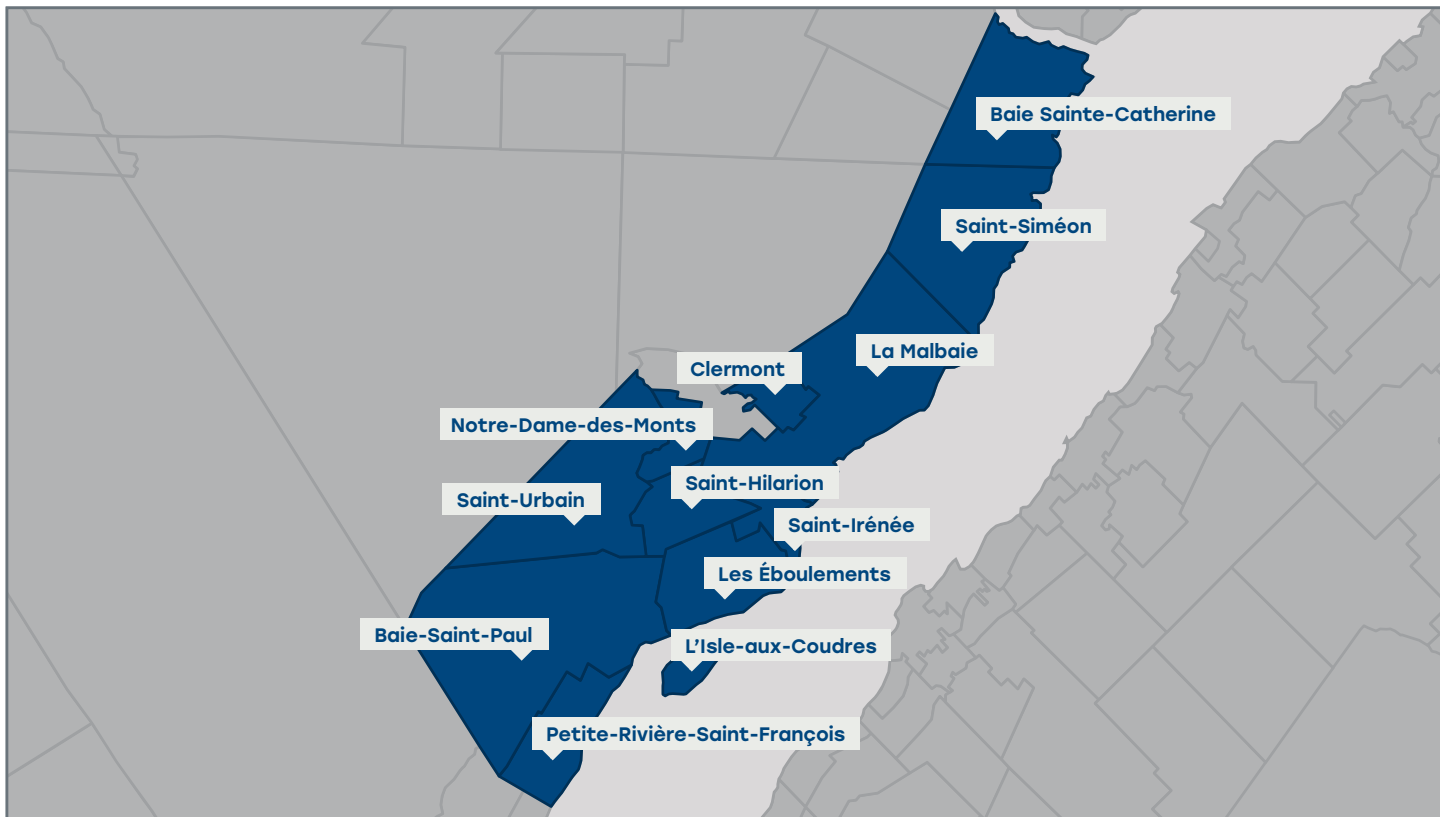 Baie Sainte-Catherine
Saint-Siméon
La Malbaie
Clermont
Notre-Dame-des-Monts
Saint-Hilarion
Saint-Urbain
Saint-Irénée
Les Éboulements
Baie-Saint-Paul
L’Isle-aux-Coudres
Petite-Rivière-Saint-François